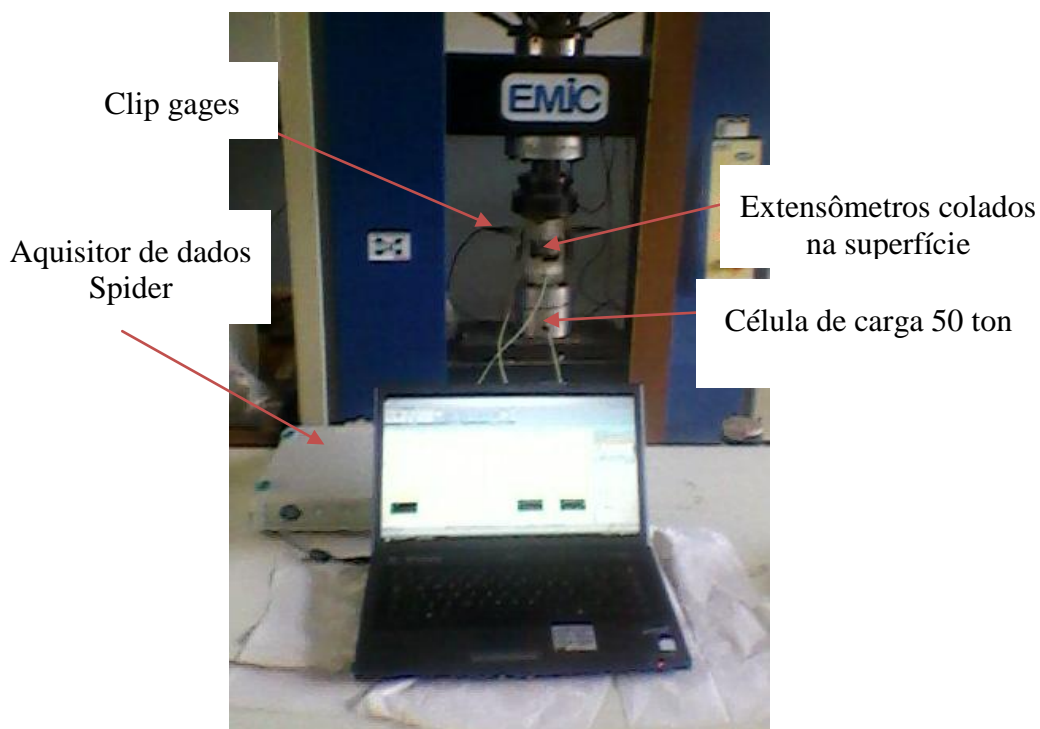 EMIC
Clip gages
Extensômetros colados
na superfície
Aquisitor de dados
Spider
Célula de carga 50 ton